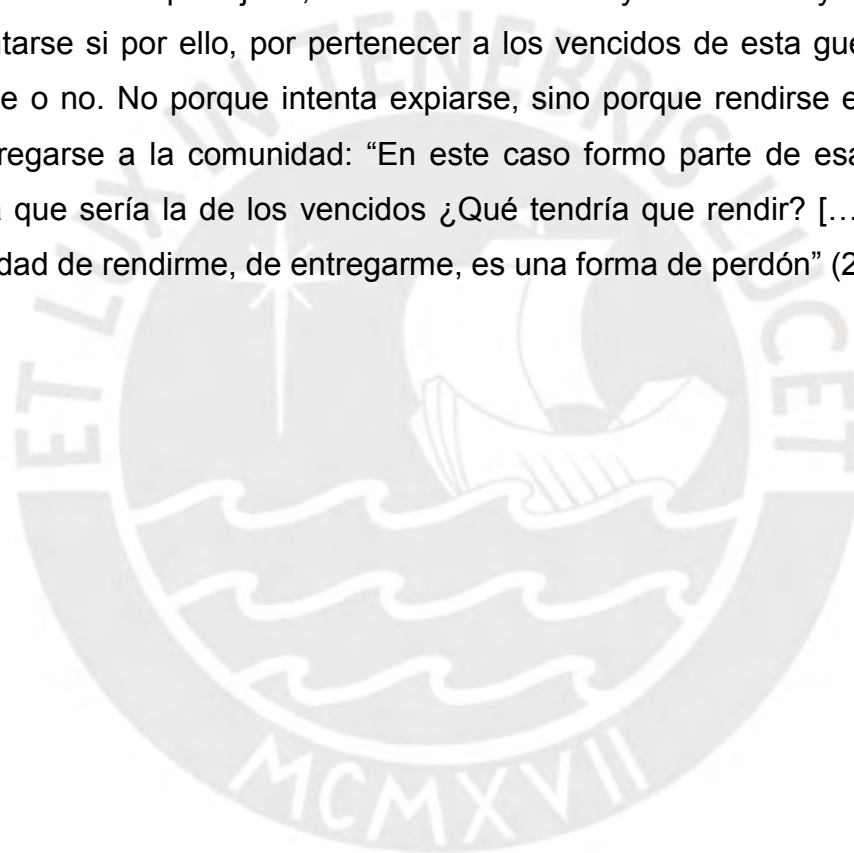 ntarse si por ello, por pertenecer a los vencidos de esta gue
e o no. No porque intenta expiarse, sino porque rendirse e
regarse a la comunidad: “En este caso formo parte de esa
a que sería la de los vencidos ¿Qué tendría que rendir? […
dad de rendirme, de entregarme, es una forma de perdón” (2
ET LUX IN TENEBRIS LUCET
MCMXVII